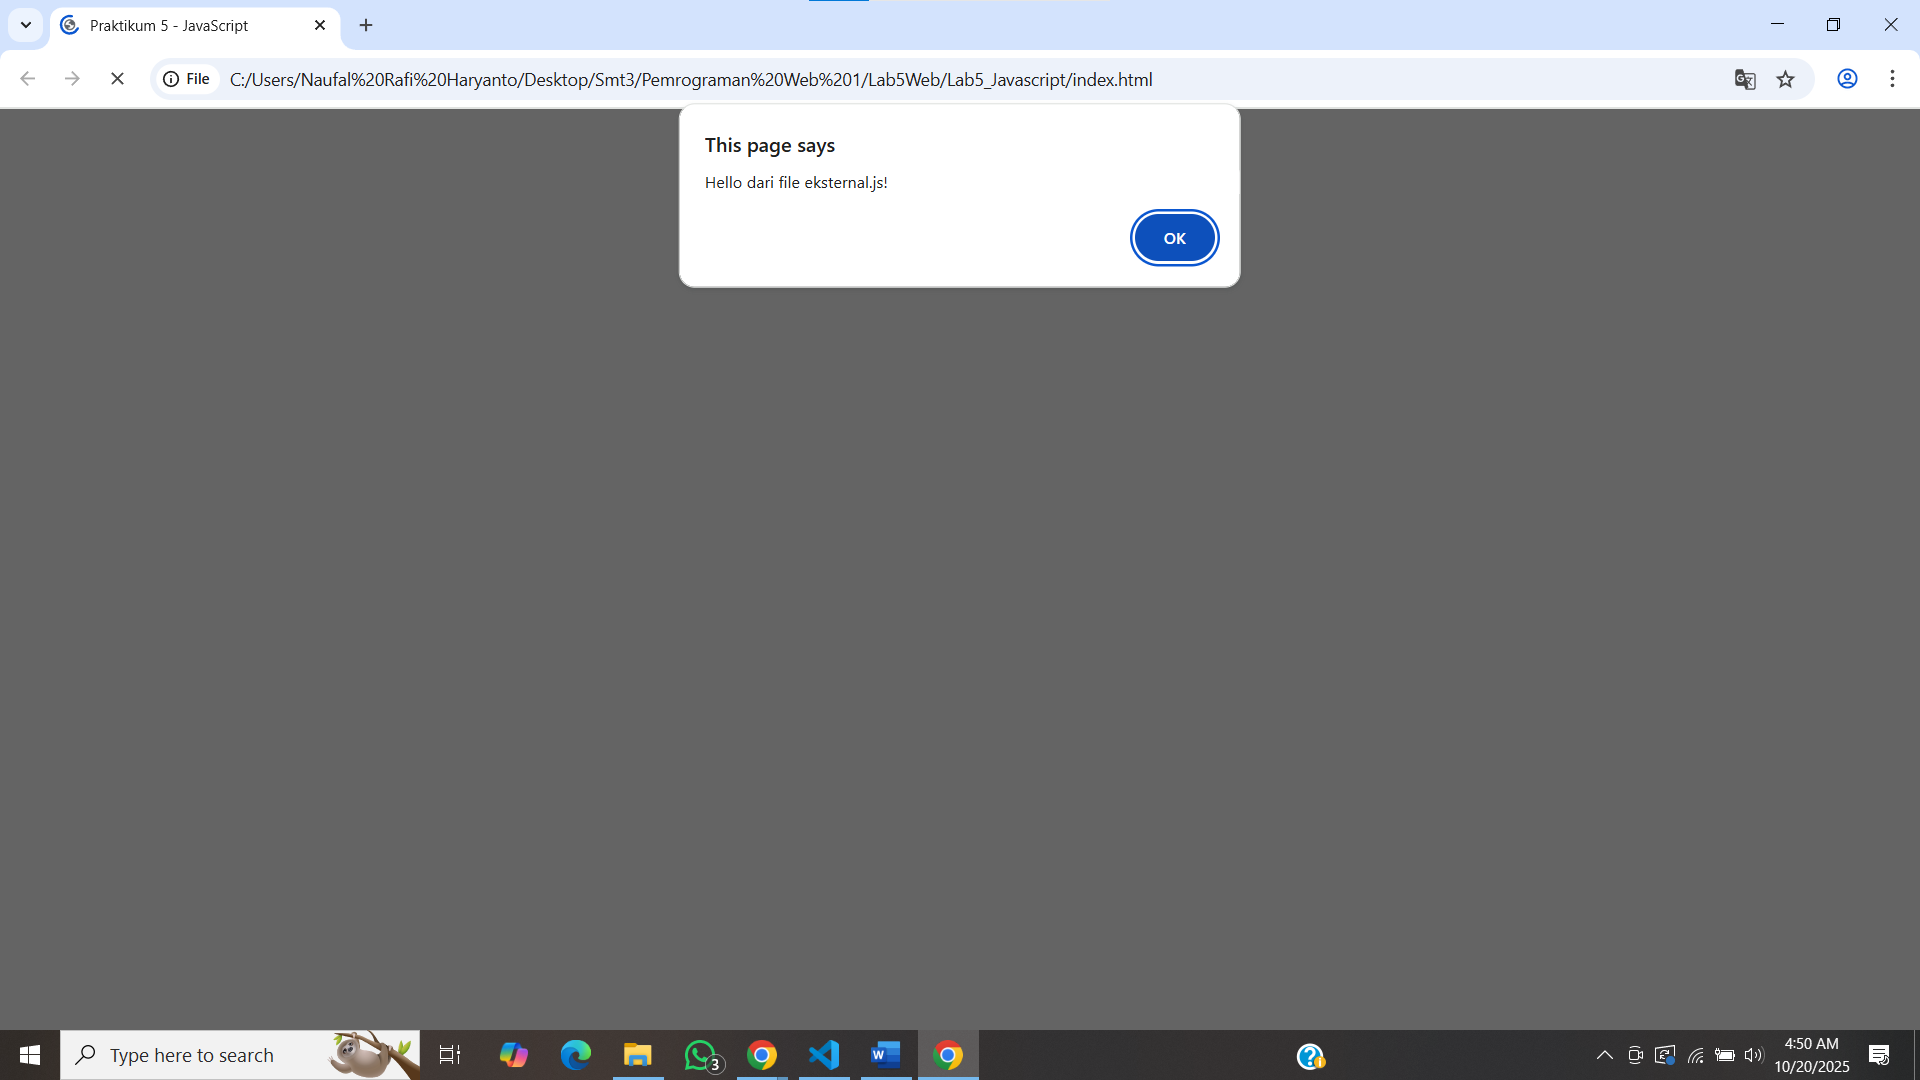 Praktikum 5 - JavaScript
File
C:/Users/Naufal%20Rafi%20Haryanto/Desktop/Smt3/Pemrograman%20Web%201/Lab5Web/Lab5_Javascript/index.html
This page says
Hello dari file eksternal.js!
OK
Type here to search
3
4:50 AM
10/20/2025